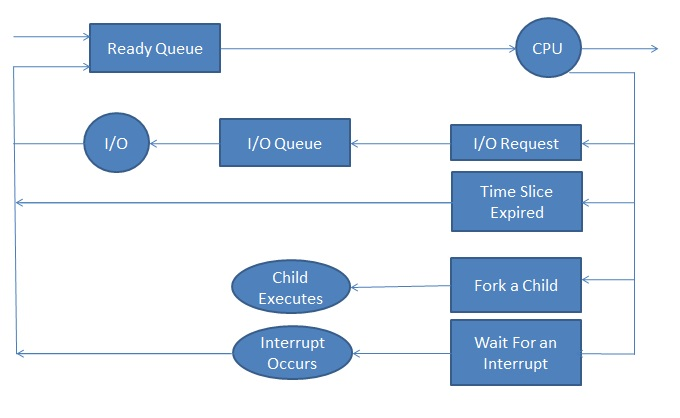 Ready Queue
CPU
I/O
I/O Queue
I/O Request
Time Slice
Expired
Child
Executes
Fork a Child
Interrupt
Occurs
Wait For an
Interrupt